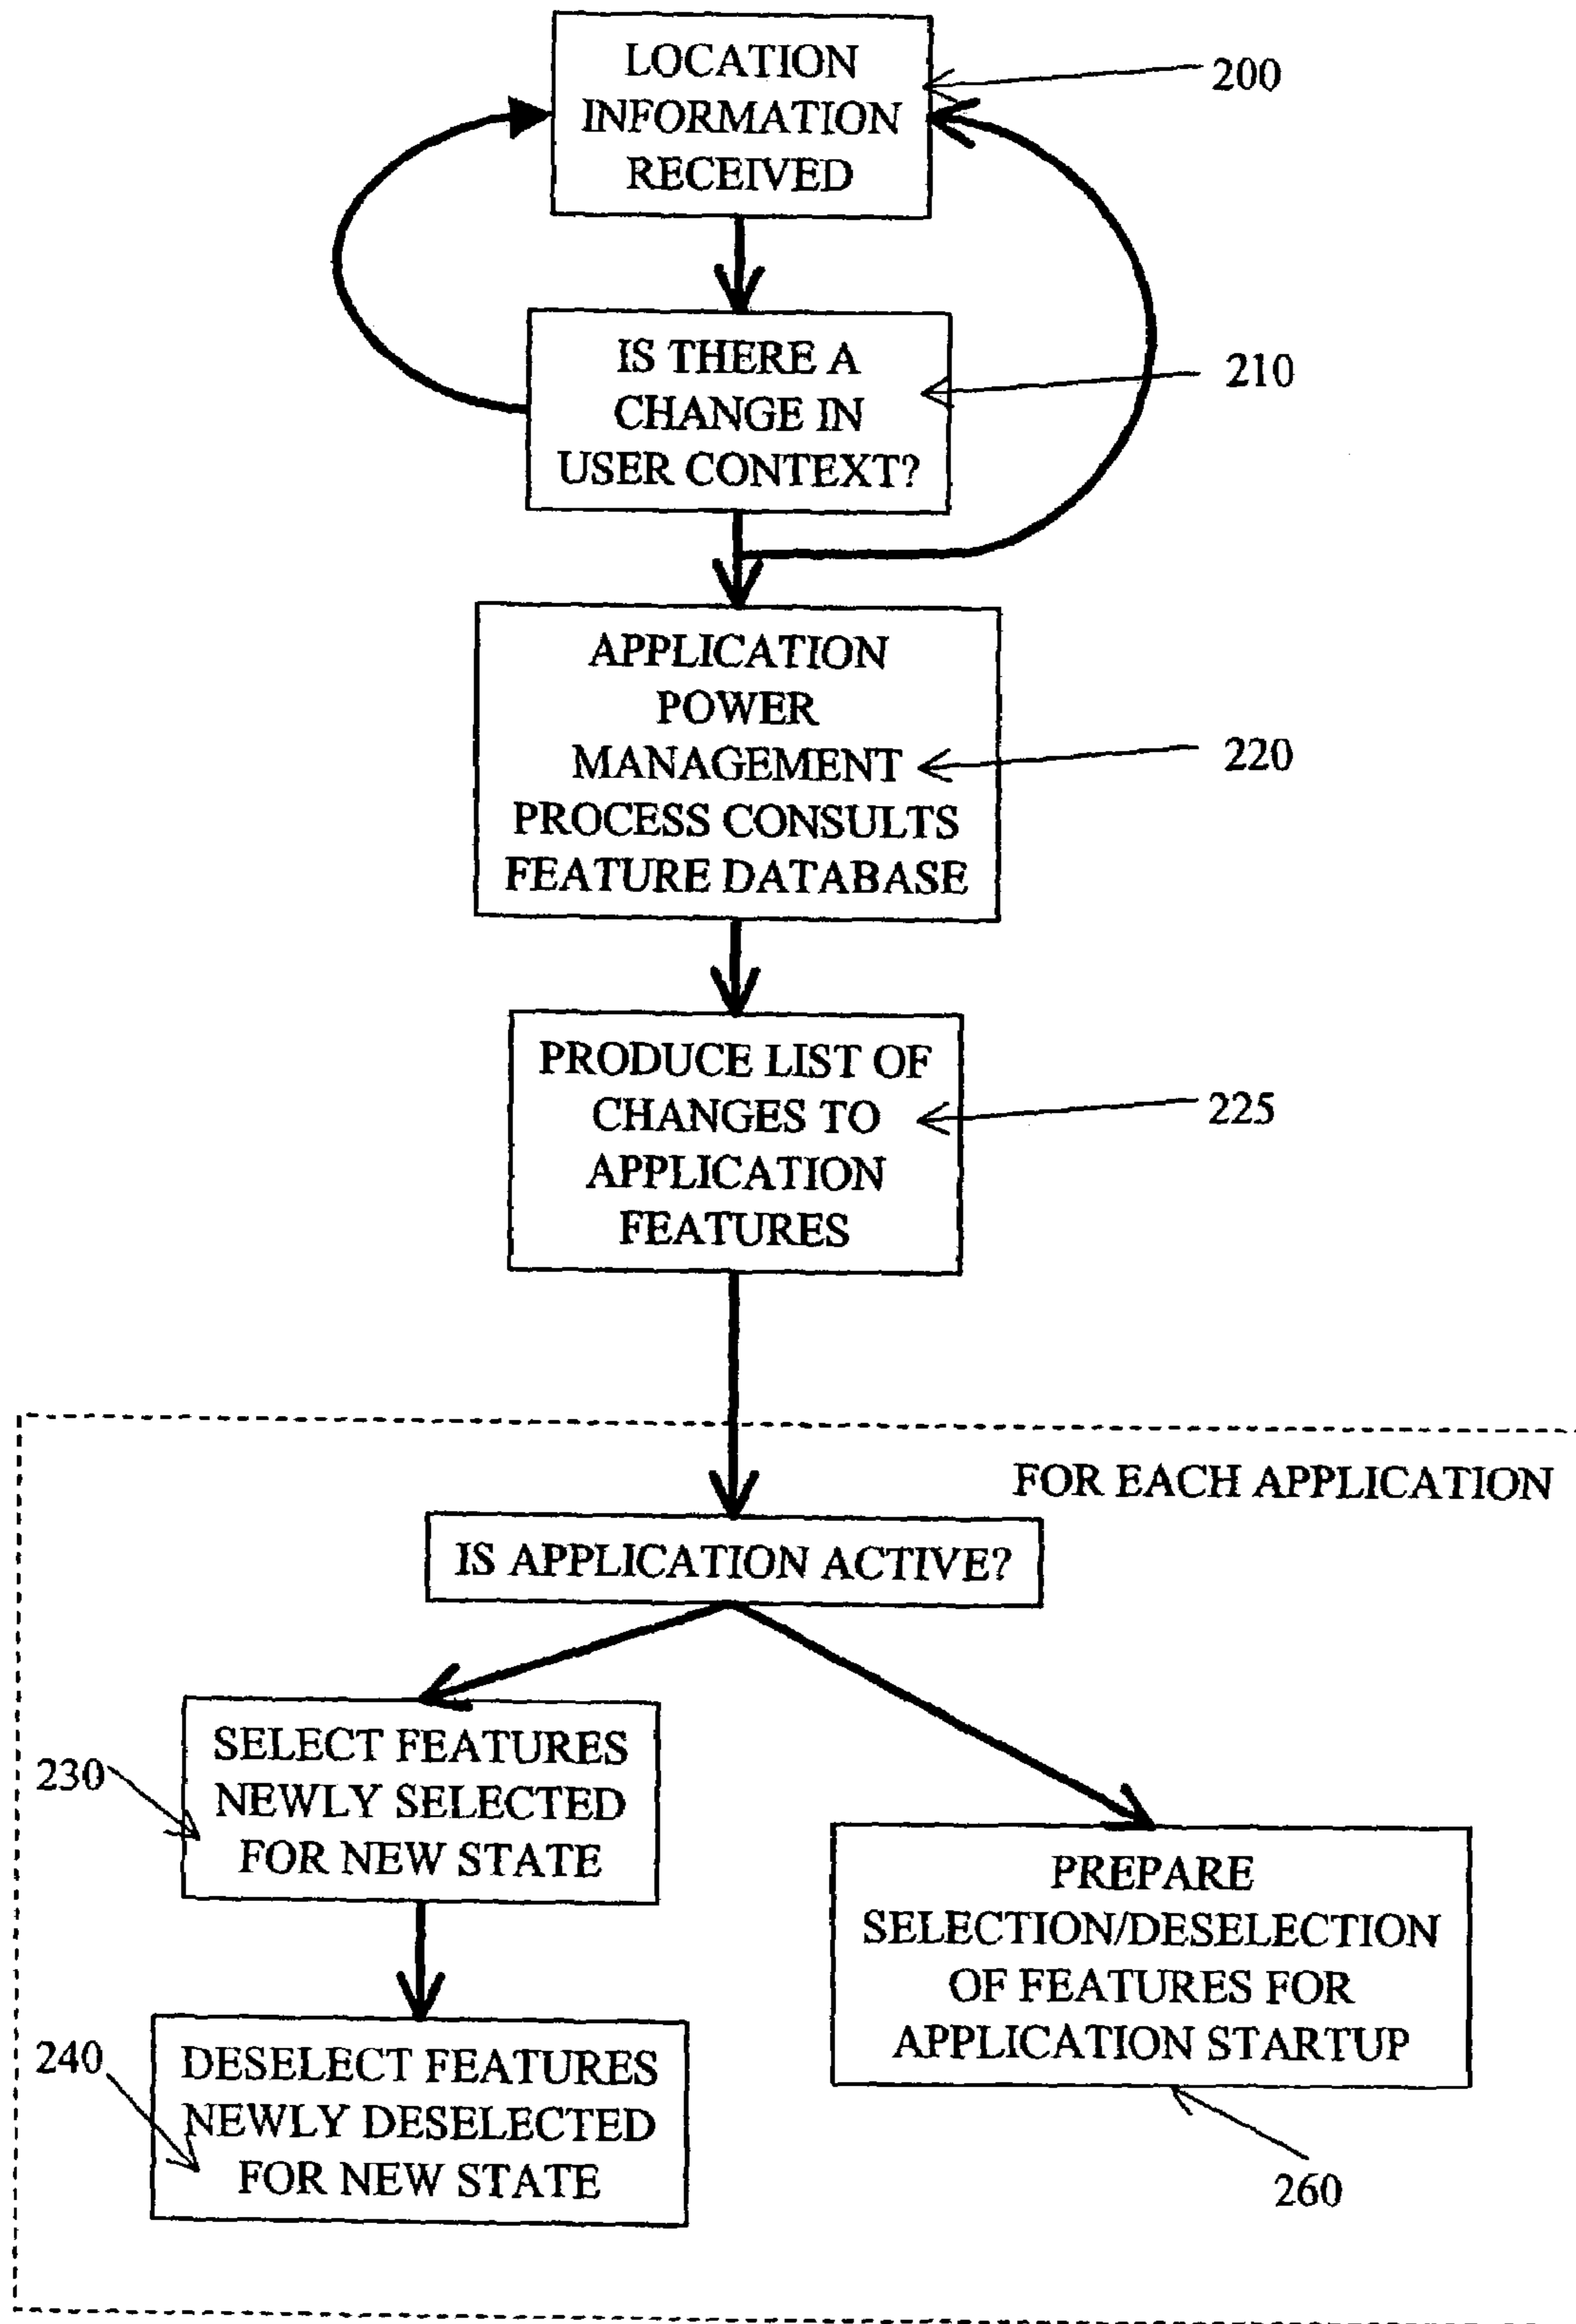 LOCATION
INFORMATION
RECEIVED
200
IS THERE A
CHANGE IN
USER CONTEXT?
210
APPLICATION
POWER
MANAGEMENT
PROCESS CONSULTS
FEATURE DATABASE
220
PRODUCE LIST OF
CHANGES TO
APPLICATION
FEATURES
225
FOR EACH APPLICATION
IS APPLICATION ACTIVE?
230
SELECT FEATURES
NEWLY SELECTED
FOR NEW STATE
240
DESELECT FEATURES
NEWLY DESELECTED
FOR NEW STATE
PREPARE
SELECTION/DESELECTION
OF FEATURES FOR
APPLICATION STARTUP
260